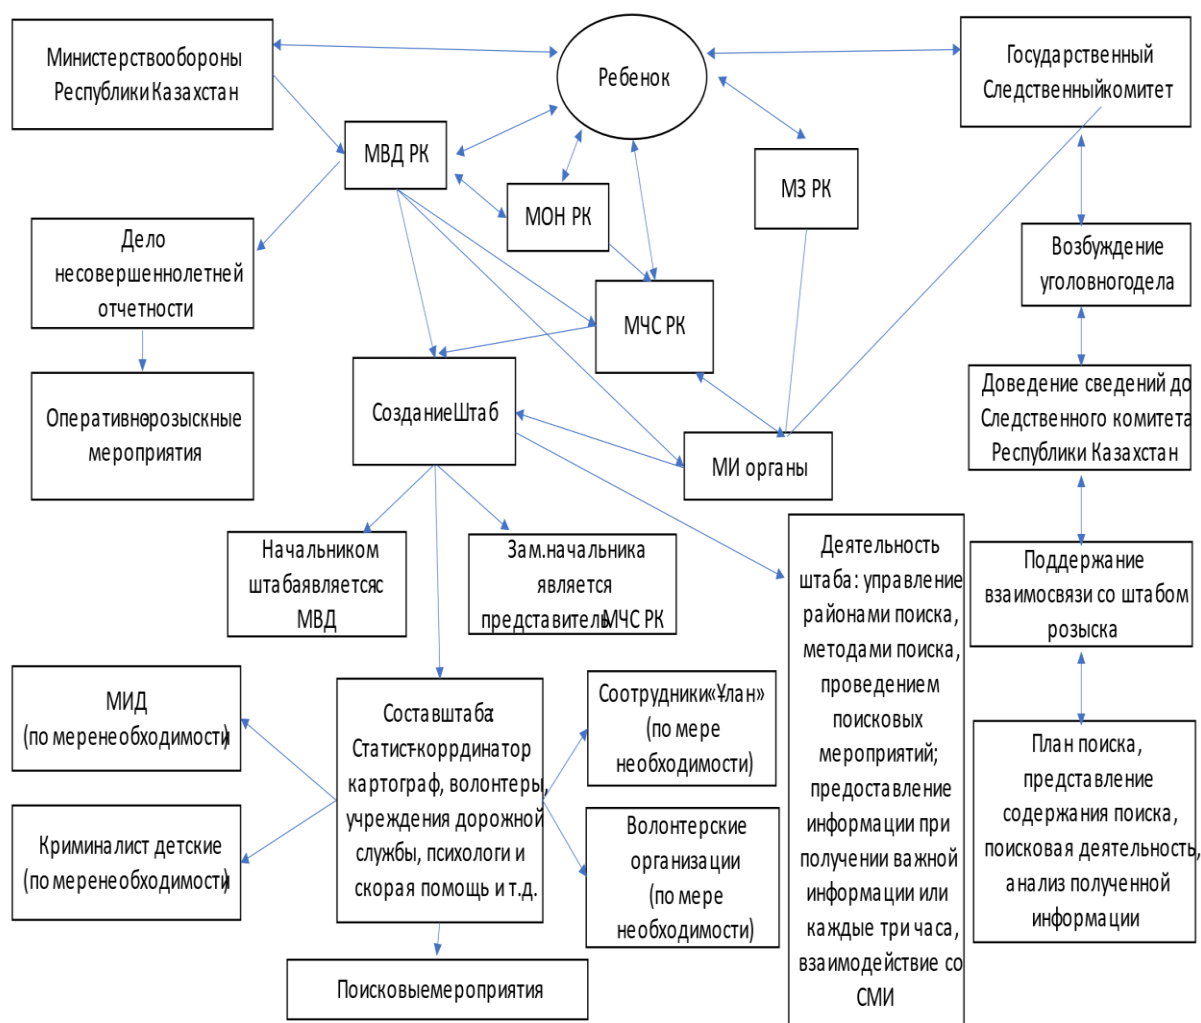 Министерствообороны
Республики Казахстан
Ребенок
Государственный
Следственныйкомитет
МВД РК
МОН РК
МЗ РК
Дело
несовершеннолетней
отчетности
МЧС РК
Возбуждение
уголовногодела
Оперативно-розыскные
мероприятия
СозданиеШтаб
МИ органы
Доведение сведений до
Следственного комитета
Республики Казахстан
Начальником
штабаявляетсяс
МВД
Зам.начальника
является
представительМЧС РК
Деятельность
штаба: управление
районами поиска,
методами поиска,
проведением
поисковых
мероприятий;
предоставление
информации при
получении важной
информации или
каждые три часа,
взаимодействие со
СМИ
Поддержание
взаимосвязи со штабом
розыска
МИД
(по меренеобходимости)
Составштаба:
Статист-коррдинатор,
картограф, волонтеры,
учреждения дорожной
службы, психологи и
скорая помощь и т.д.
Соотрудники«Ұлан»
(по мере
необходимости)
План поиска,
представление
содержания поиска,
поисковая деятельность,
анализ полученной
информации
Криминалист детские
(по меренеобходимости)
Волонтерские
организации
(по мере
необходимости)
Поисковыемероприятия